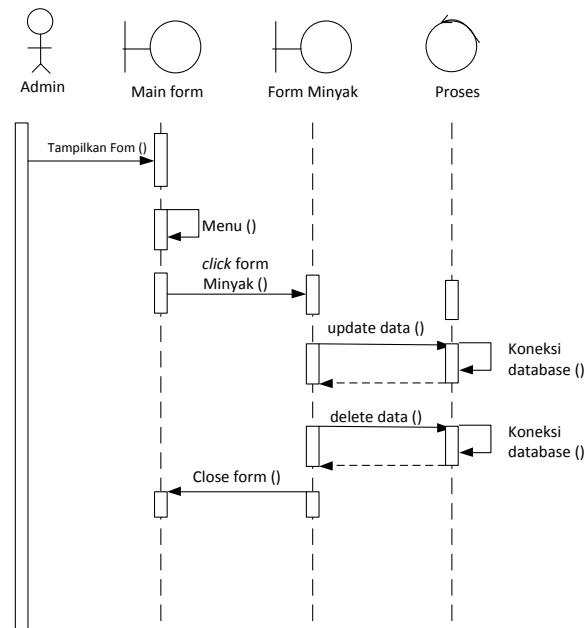 Admin
Main form
Form Minyak
Proses
Tampilkan Fom ()
Menu ()
click form
Minyak ()
update data ()
Koneksi
database ()
delete data ()
Koneksi
database ()
Close form ()